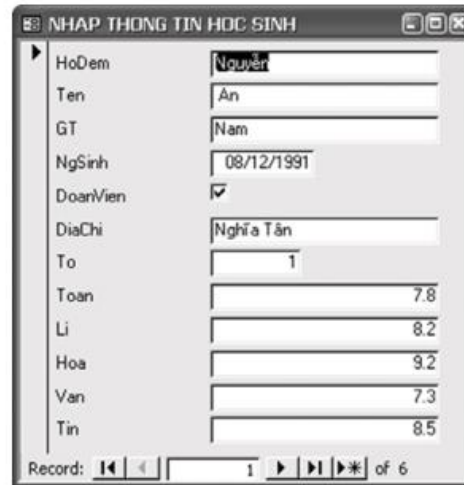 NHAP THONG TIN HOC SINH
HoDem Nguyễn
Ten An
GT Nam
NgSinh 08/12/1991
DoanVien
DiaChi Nghĩa Tân
To 1
Toan 7.8
Li 8.2
Hoa 9.2
Van 7.3
Tin 8.5
Record: 1 of 6